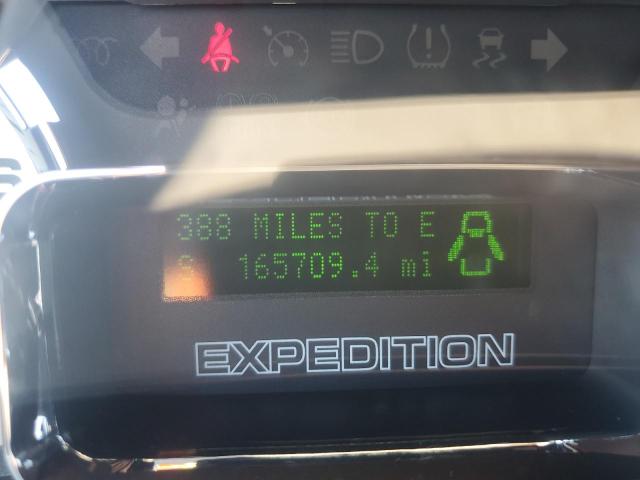 388 MILES TO E
S 165709.4 mi
EXPEDITION